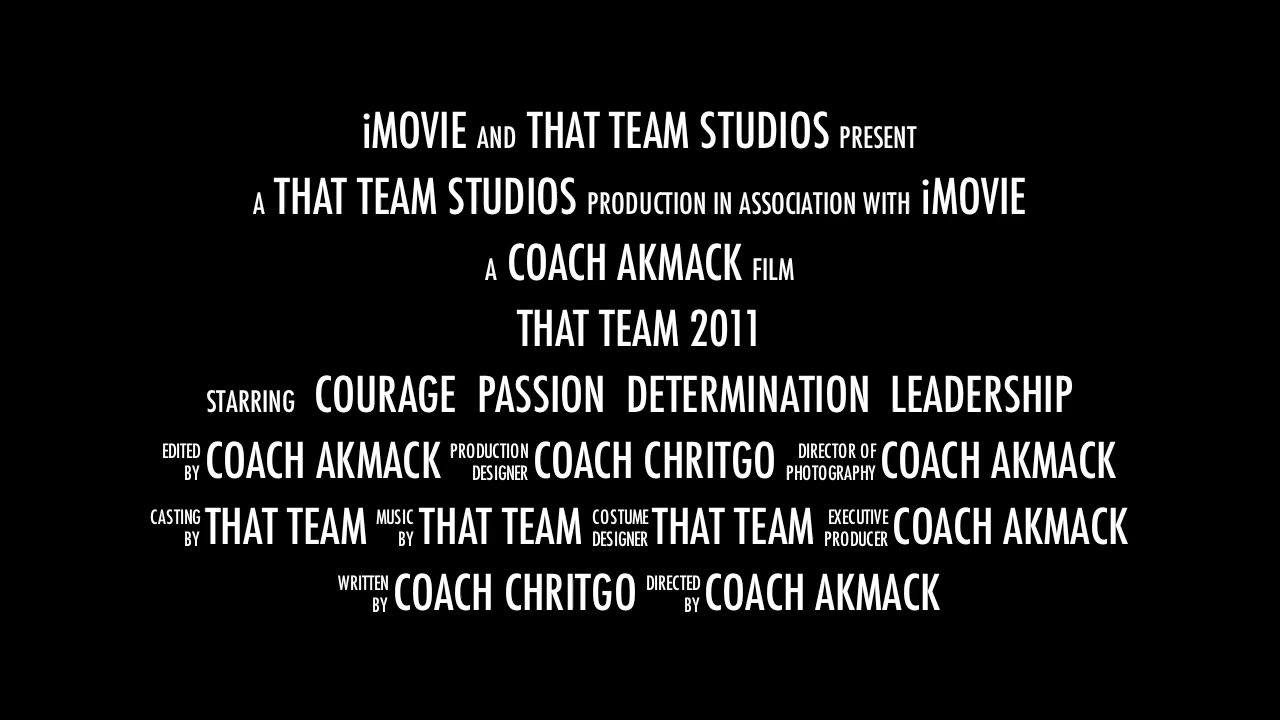 iMOVIE AND THAT TEAM STUDIOS PRESENT
A THAT TEAM STUDIOS PRODUCTION IN ASSOCIATION WITH iMOVIE
A COACH AKMACK FILM
THAT TEAM 2011
STARRING COURAGE PASSION DETERMINATION LEADERSHIP
EDITED BY COACH AKMACK PRODUCTION DESIGNER COACH CHRITGO DIRECTOR OF PHOTOGRAPHY COACH AKMACK
CASTING BY THAT TEAM MUSIC BY THAT TEAM COSTUME DESIGNER THAT TEAM EXECUTIVE PRODUCER COACH AKMACK
WRITTEN BY COACH CHRITGO DIRECTED BY COACH AKMACK